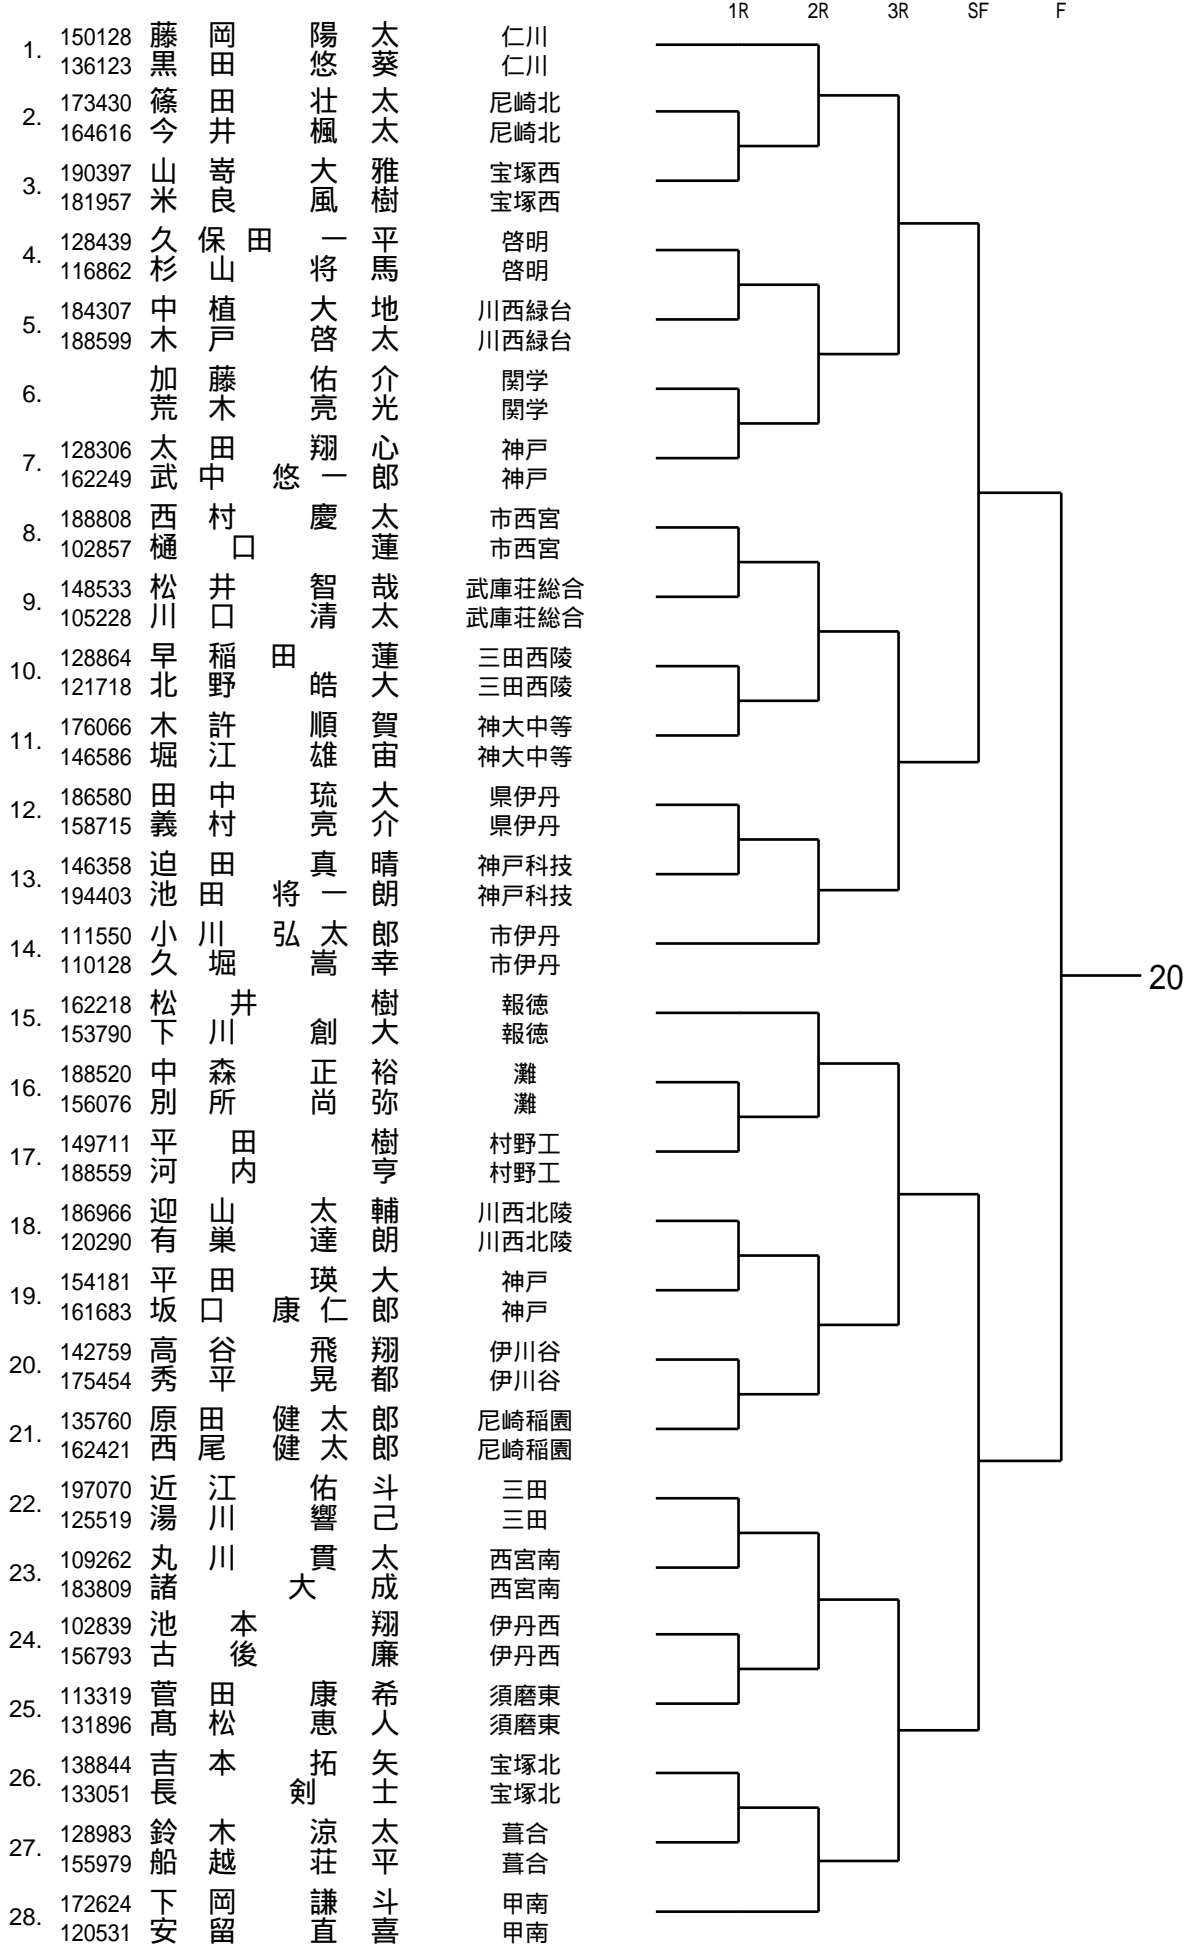 1R 2R 3R SF F
1. 150128 藤岡 陽太 仁川
136123 黒田 悠葵 仁川
2. 173430 篠田 壮太 尼崎北
164616 今井 楓太 尼崎北
3. 190397 山嵜 大雅 宝塚西
181957 米良 風樹 宝塚西
4. 128439 久保田 一平 啓明
116862 杉山 将馬 啓明
5. 184307 中植 大地 川西緑台
188599 木戸 啓太 川西緑台
6. 加藤 佑介 関学
荒木 亮光 関学
7. 128306 太田 翔心 神戸
162249 武中 悠一郎 神戸
8. 188808 西村 慶太 市西宮
102857 樋口 蓮 市西宮
9. 148533 松井 智哉 武庫荘総合
105228 川口 清太 武庫荘総合
10. 128864 早稲田 蓮 三田西陵
121718 北野 皓大 三田西陵
11. 176066 木許 順賀 神大中等
146586 堀江 雄宙 神大中等
12. 186580 田中 琉大 県伊丹
158715 義村 亮介 県伊丹
13. 146358 迫田 真晴 神戸科技
194403 池田 将一朗 神戸科技
14. 111550 小川 弘太郎 市伊丹
110128 久堀 嵩幸 市伊丹
20
15. 162218 松井 樹 報徳
153790 下川 創大 報徳
16. 188520 中森 正裕 灘
156076 別所 尚弥 灘
17. 149711 平田 樹 村野工
188559 河内 亨 村野工
18. 186966 迎山 太輔 川西北陵
120290 有巣 達朗 川西北陵
19. 154181 平田 瑛大 神戸
161683 坂口 康仁郎 神戸
20. 142759 高谷 飛翔 伊川谷
175454 秀平 晃都 伊川谷
21. 135760 原田 健太郎 尼崎稲園
162421 西尾 健太郎 尼崎稲園
22. 197070 近江 佑斗 三田
125519 湯川 響己 三田
23. 109262 丸川 貫太 西宮南
183809 諸 大成 西宮南
24. 102839 池本 翔 伊丹西
156793 古後 廉 伊丹西
25. 113319 菅田 康希 須磨東
131896 髙松 恵人 須磨東
26. 138844 吉本 拓矢 宝塚北
133051 長 剣士 宝塚北
27. 128983 鈴木 涼太 葺合
155979 船越 荘平 葺合
28. 172624 下岡 謙斗 甲南
120531 安留 直喜 甲南